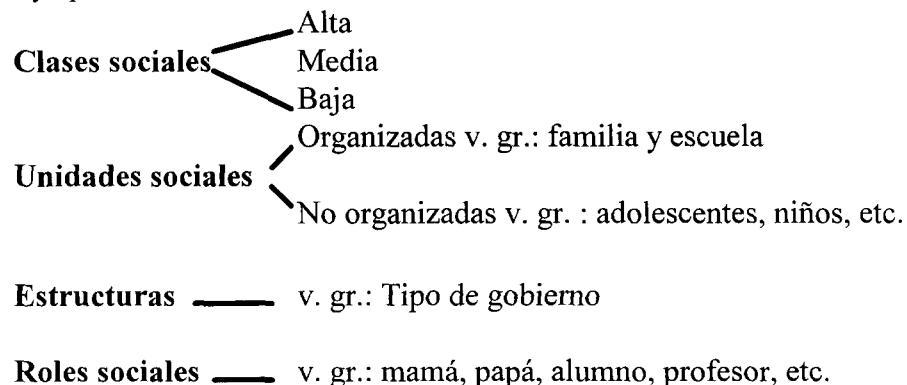 Alta
Clases sociales Media
Baja
Organizadas v. gr.: familia y escuela
Unidades sociales
No organizadas v. gr. : adolescentes, niños, etc.
Estructuras v. gr.: Tipo de gobierno
Roles sociales v. gr.: mamá, papá, alumno, profesor, etc.